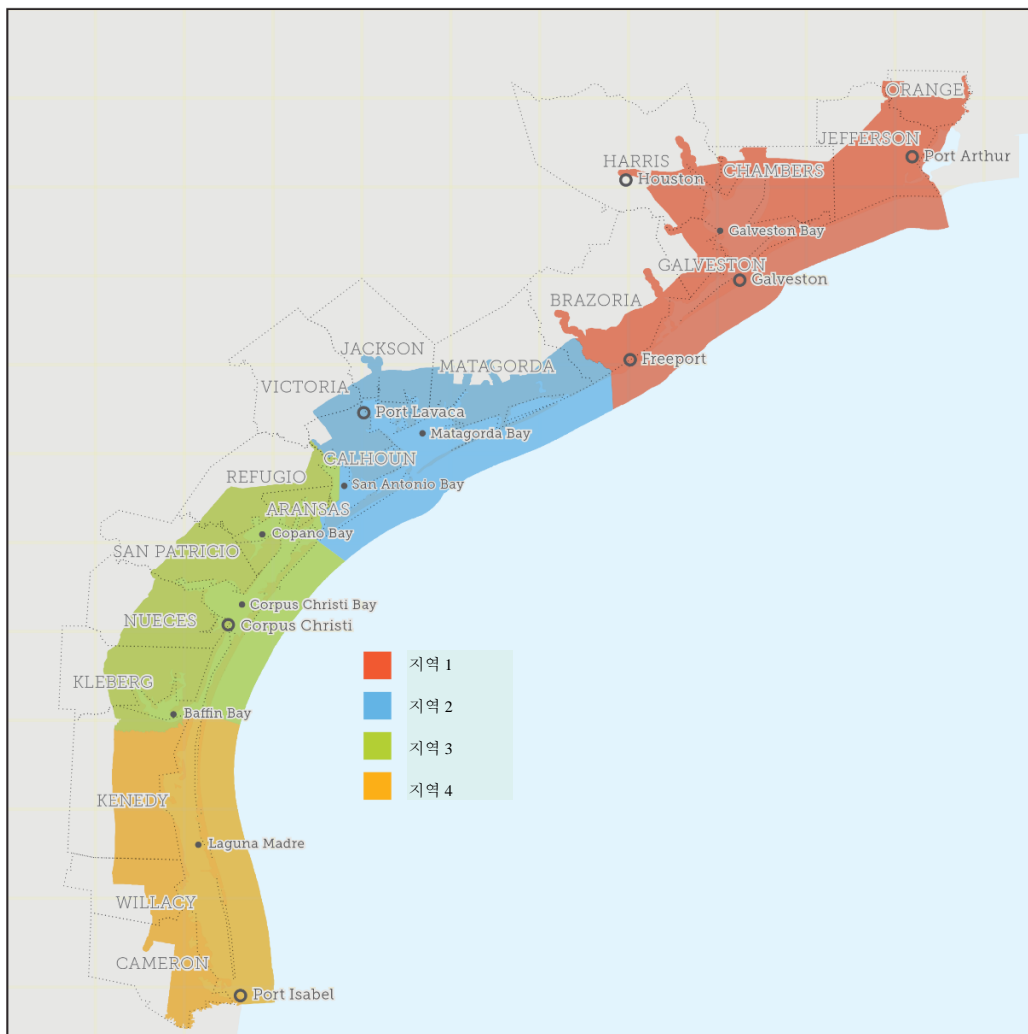 ORANGE
JEFFERSON
Port Arthur
HARRIS
Houston
CHAMBERS
Galveston Bay
GALVESTON
Galveston
BRAZORIA
Freeport
JACKSON
MATAGORDA
VICTORIA
Port Lavaca
Matagorda Bay
CALHOUN
REFUGIO
San Antonio Bay
ARANSAS
Copano Bay
SAN PATRICIO
Corpus Christi Bay
NUECES
Corpus Christi
KLEBERG
Baffin Bay
KENEDY
Laguna Madre
WILLACY
CAMERON
Port Isabel
지역 1
지역 2
지역 3
지역 4